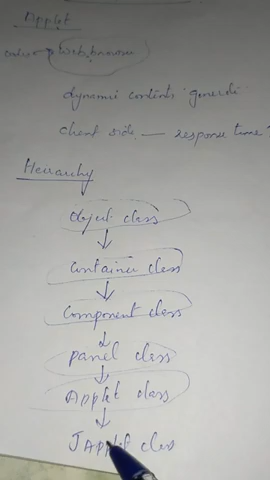 Applet
web browser
dynamic contents generate
client side — response time ?
Heirarchy
object class
Container class
Component class
panel class
Applet class
JApplet class